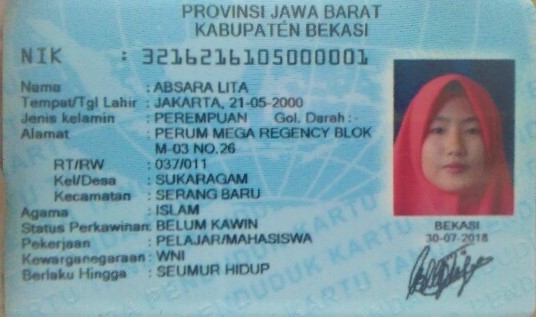 PROVINSI JAWA BARAT
KABUPATEN BEKASI
NIK : 3216216105000001
Nama : ABSARA LITA
Tempat/Tgl Lahir : JAKARTA, 21-05-2000
Jenis kelamin : PEREMPUAN Gol. Darah : -
Alamat : PERUM MEGA REGENCY BLOK
M-03 NO.26
RT/RW : 037/011
Kel/Desa : SUKARAGAM
Kecamatan : SERANG BARU
Agama : ISLAM
Status Perkawinan: BELUM KAWIN
Pekerjaan : PELAJAR/MAHASISWA
Kewarganegaraan: WNI
Berlaku Hingga : SEUMUR HIDUP
BEKASI
30-07-2018